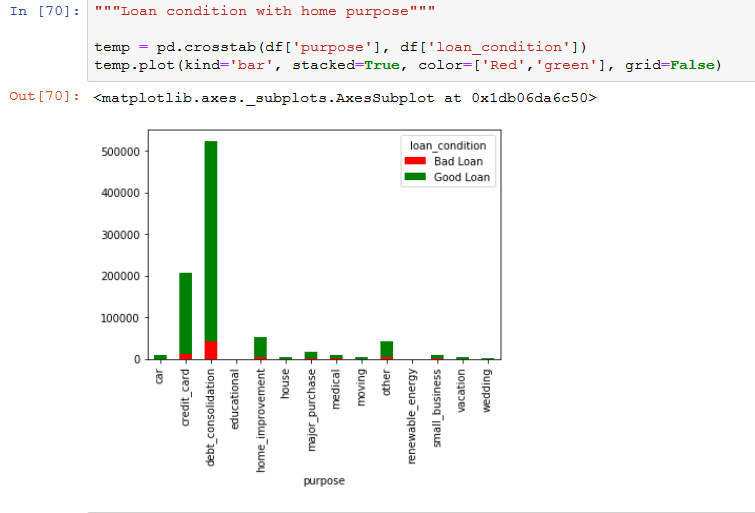 In [70]: """Loan condition with home purpose"""
temp = pd.crosstab(df['purpose'], df['loan_condition'])
temp.plot(kind='bar', stacked=True, color=['Red','green'], grid=False)
Out[70]: <matplotlib.axes._subplots.AxesSubplot at 0x1db06da6c50>
loan_condition
Bad Loan
Good Loan
500000
400000
300000
200000
100000
0
car
credit_card
debt_consolidation
educational
home_improvement
house
major_purchase
medical
moving
other
renewable_energy
small_business
vacation
wedding
purpose